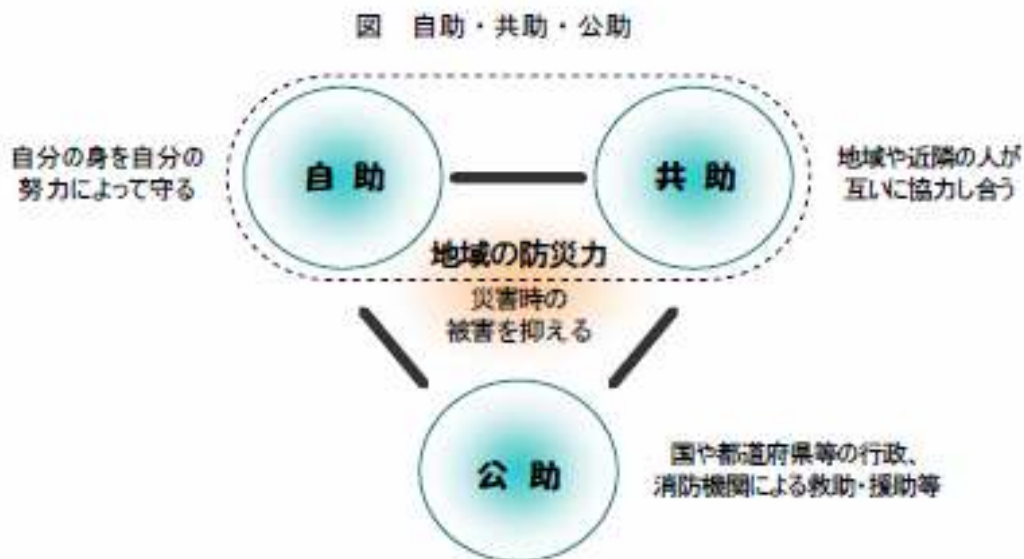 図 自助・共助・公助
自分の身を自分の
努力によって守る
自 助
共 助
地域や近隣の人が
互いに協力し合う
地域の防災力
災害時の
被害を抑える
公 助
国や都道府県等の行政、
消防機関による救助・援助等